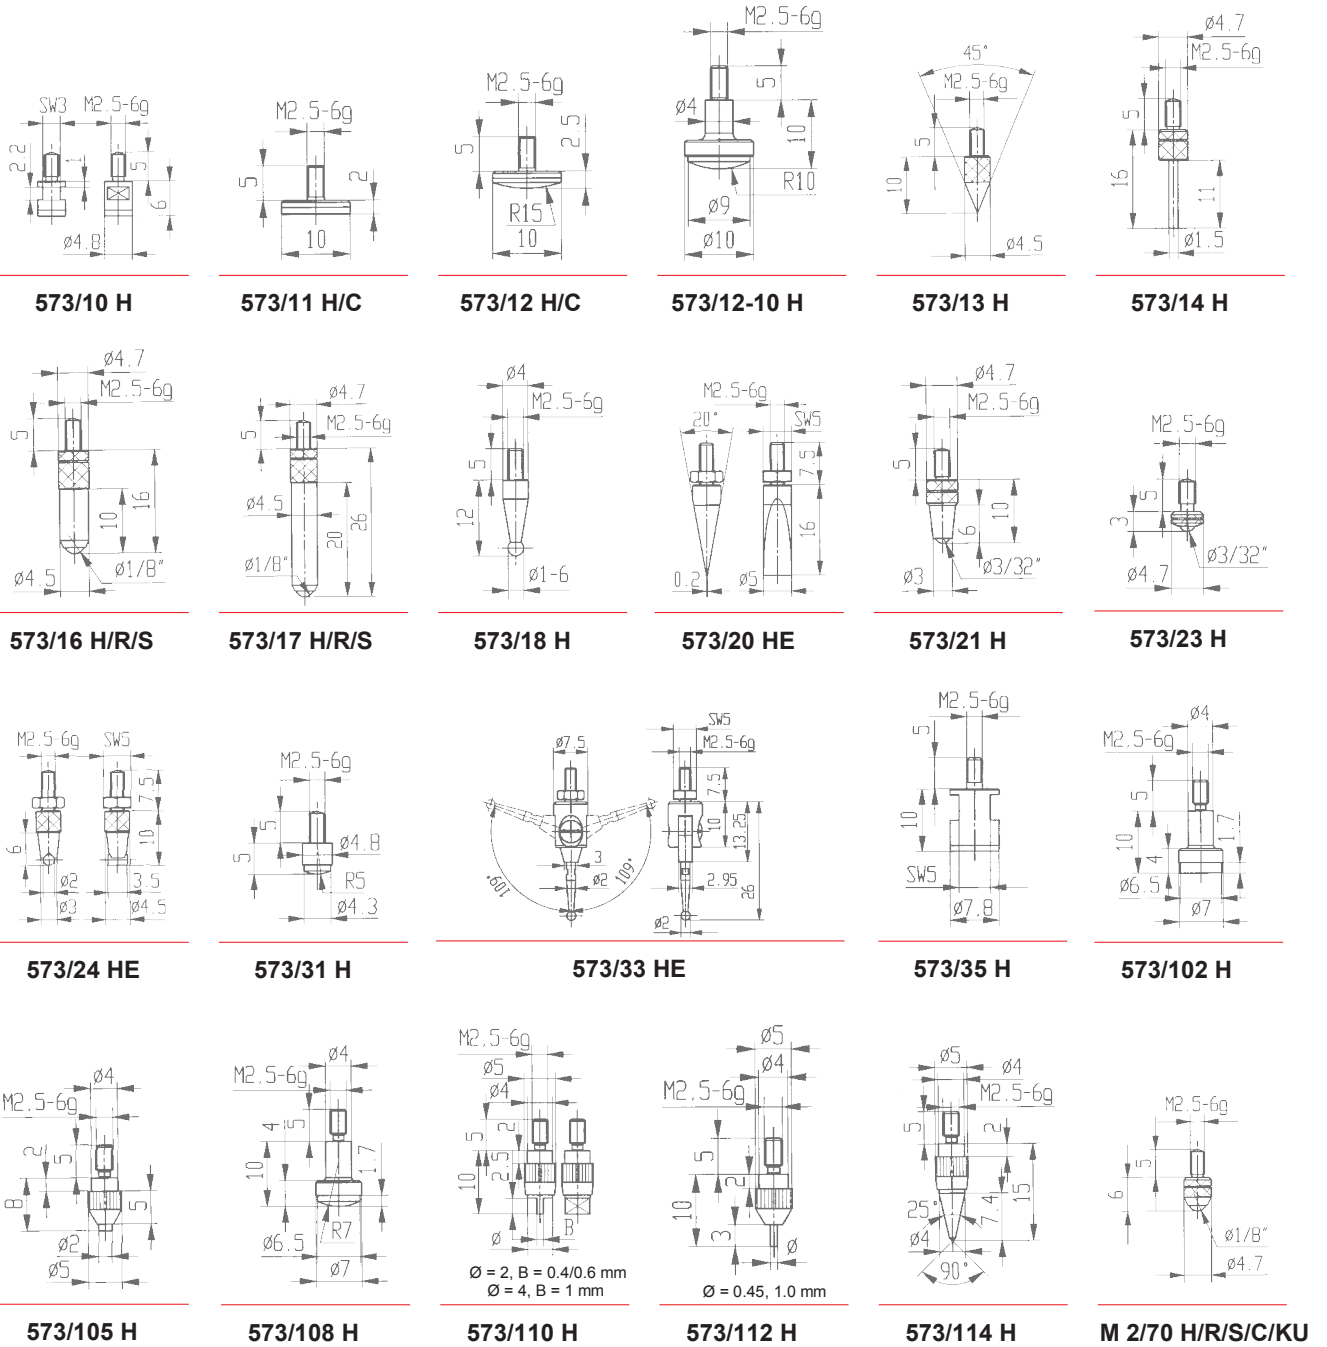 SW3
M2.5-6g
2.2
1
5
6
ø4.8
573/10 H
M2.5-6g
5
2
10
573/11 H/C
M2.5-6g
5
2.5
R15
10
573/12 H/C
M2.5-6g
5
ø4
10
R10
ø9
ø10
573/12-10 H
45°
M2.5-6g
5
10
ø4.5
573/13 H
ø4.7
M2.5-6g
5
16
11
ø1.5
573/14 H
ø4.7
M2.5-6g
5
16
10
ø1/8"
ø4.5
573/16 H/R/S
ø4.7
M2.5-6g
5
ø4.5
26
20
ø1/8"
573/17 H/R/S
ø4
M2.5-6g
5
12
ø1-6
573/18 H
M2.5-6g
20°
SW5
7.5
16
0.2
ø5
573/20 HE
ø4.7
M2.5-6g
5
10
6
ø3/32"
ø3
573/21 H
M2.5-6g
5
3
ø3/32"
ø4.7
573/23 H
M2.5-6g
SW5
7.5
6
10
ø2
3.5
ø3
ø4.5
573/24 HE
M2.5-6g
5
ø4.8
5
R5
ø4.3
573/31 H
SW5
ø7.5
M2.5-6g
7.5
10
13.25
3
ø2
109°
109°
2.95
26
ø2
573/33 HE
M2.5-6g
5
10
SW5
ø7.8
573/35 H
ø4
M2.5-6g
5
10
1.7
4
ø6.5
ø7
573/102 H
ø4
M2.5-6g
2
5
8
5
ø2
ø5
573/105 H
ø4
M2.5-6g
4
5
10
1.7
R7
ø6.5
ø7
573/108 H
M2.5-6g
ø5
ø4
5
2
10
2.5
B
ø
Ø = 2, B = 0.4/0.6 mm
Ø = 4, B = 1 mm
573/110 H
ø5
ø4
M2.5-6g
5
2
10
3
ø
Ø = 0.45, 1.0 mm
573/112 H
ø5
ø4
M2.5-6g
5
2
15
7.4
25°
ø4
90°
573/114 H
M2.5-6g
5
6
ø1/8"
ø4.7
M 2/70 H/R/S/C/KU